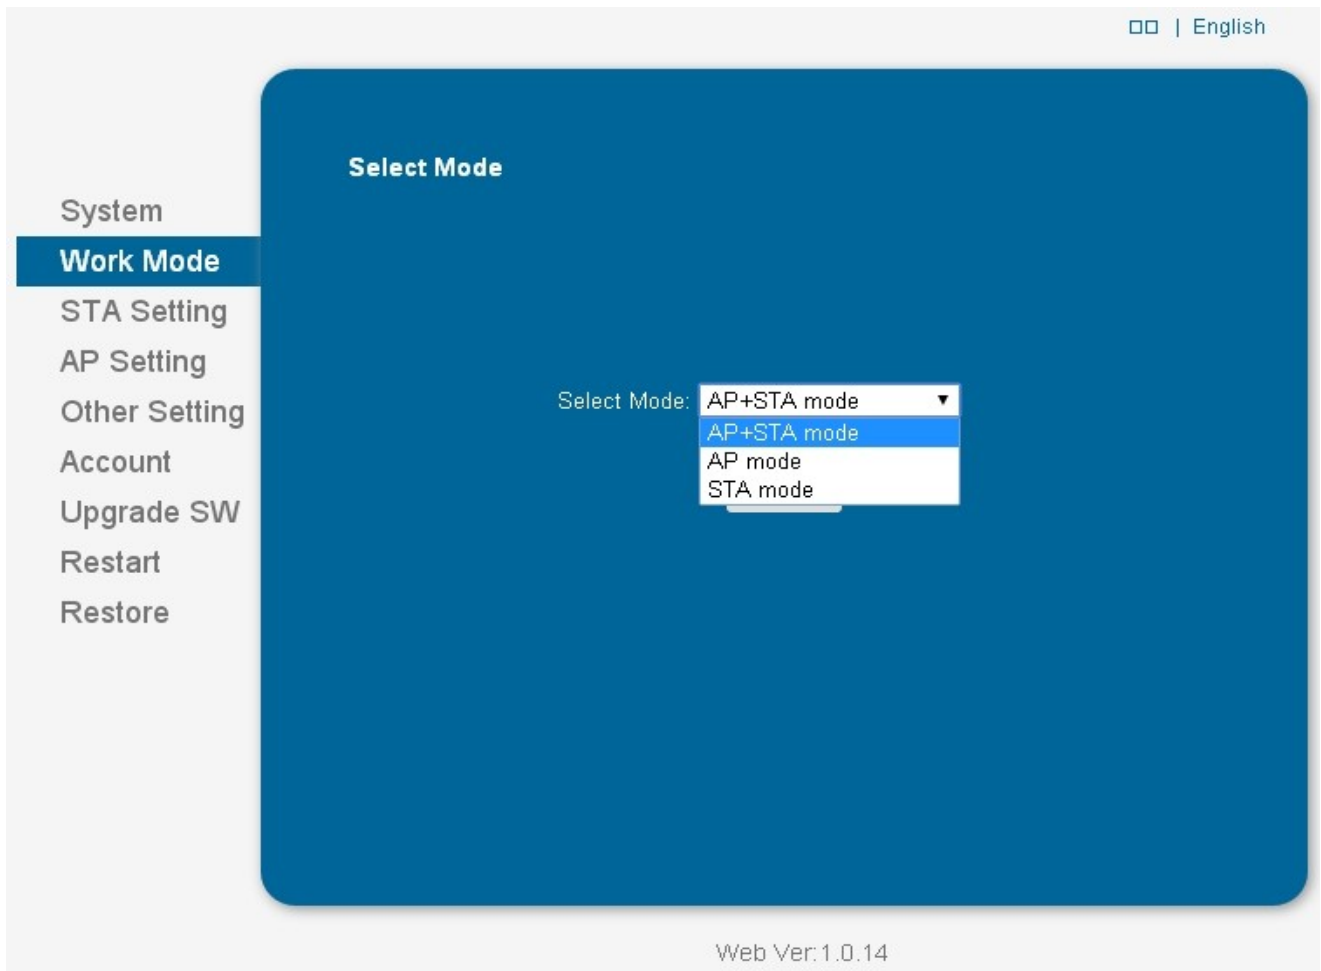 | English
Select Mode
System
Work Mode
STA Setting
AP Setting
Other Setting
Account
Upgrade SW
Restart
Restore
Select Mode: AP+STA mode
AP+STA mode
AP mode
STA mode
Web Ver:1.0.14